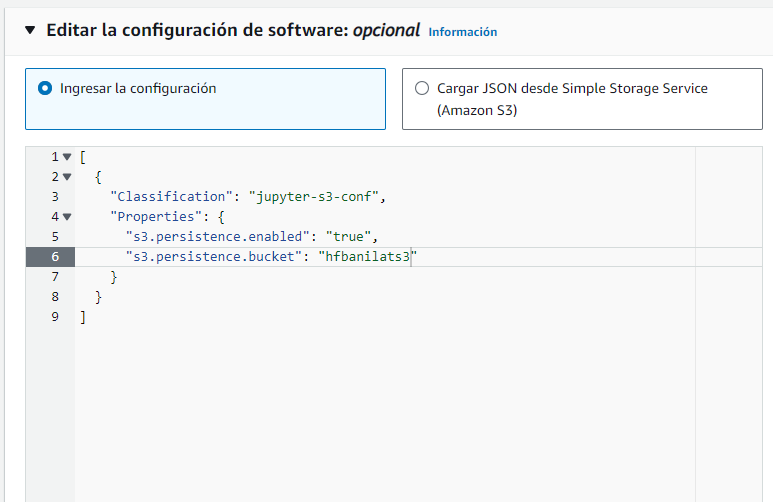 Editar la configuración de software: opcional Información
Ingresar la configuración
Cargar JSON desde Simple Storage Service
(Amazon S3)
1 [
2 {
3 "Classification": "jupyter-s3-conf",
4 "Properties": {
5 "s3.persistence.enabled": "true",
6 "s3.persistence.bucket": "hfbanilats3"
7 }
8 }
9 ]